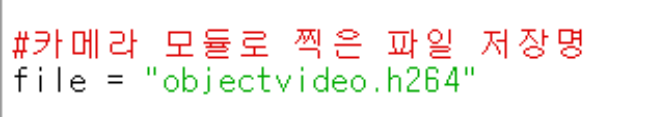 #카메라 모듈로 찍은 파일 저장명
file = "objectvideo.h264"